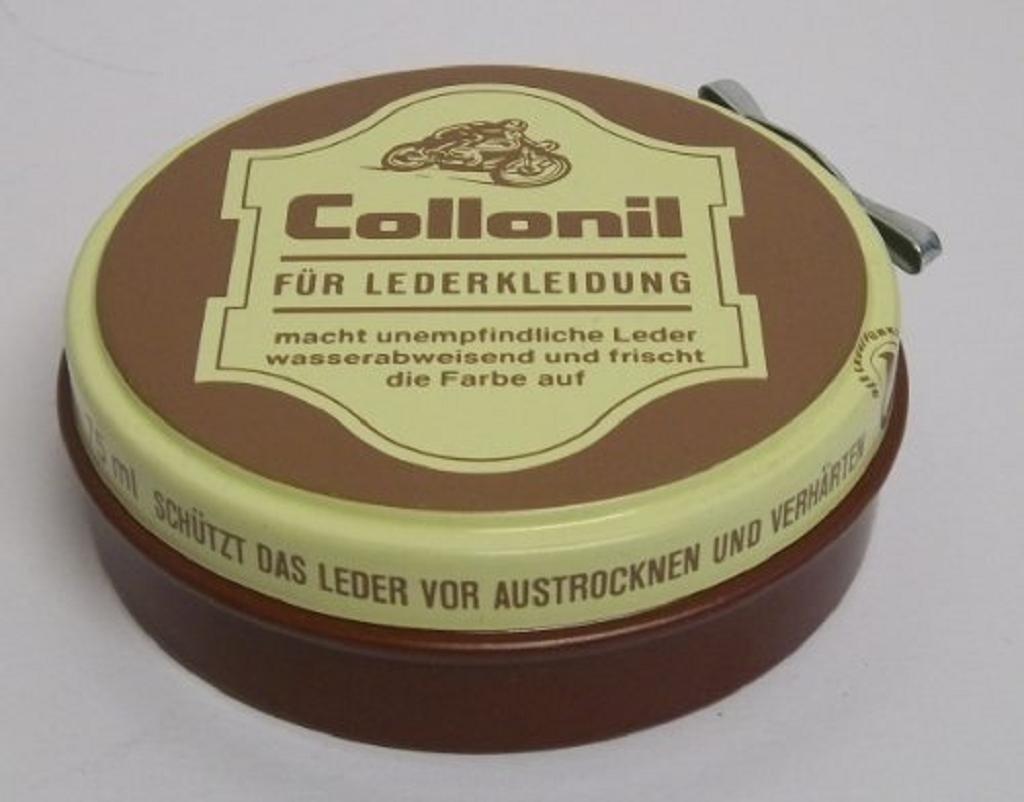 Collonil
FÜR LEDERKLEIDUNG
macht unempfindliche Leder
wasserabweisend und frischt
die Farbe auf
75 ml SCHÜTZT DAS LEDER VOR AUSTROCKNEN UND VERHÄRTEN